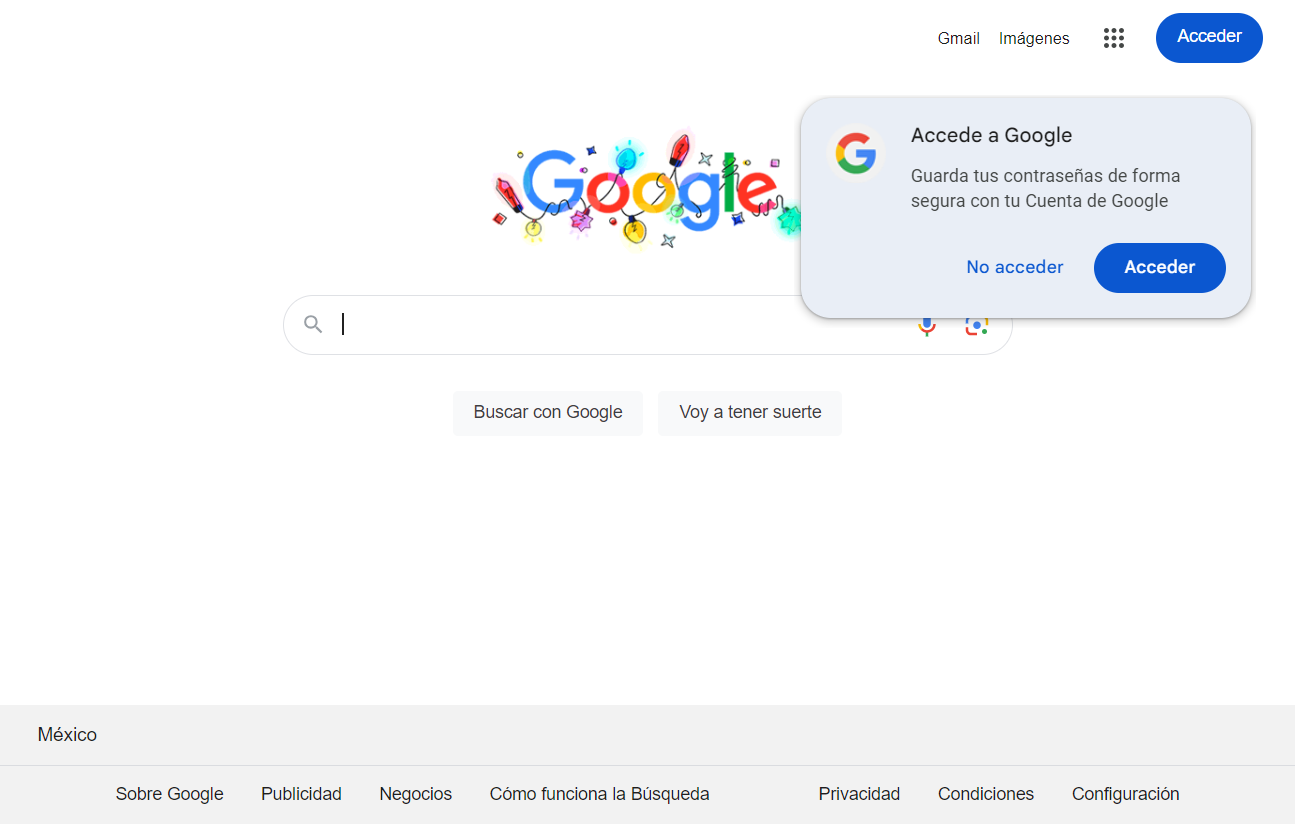 Gmail Imágenes Acceder
Google
Accede a Google
Guarda tus contraseñas de forma
segura con tu Cuenta de Google
No acceder Acceder
Buscar con Google Voy a tener suerte
México
Sobre Google Publicidad Negocios Cómo funciona la Búsqueda Privacidad Condiciones Configuración